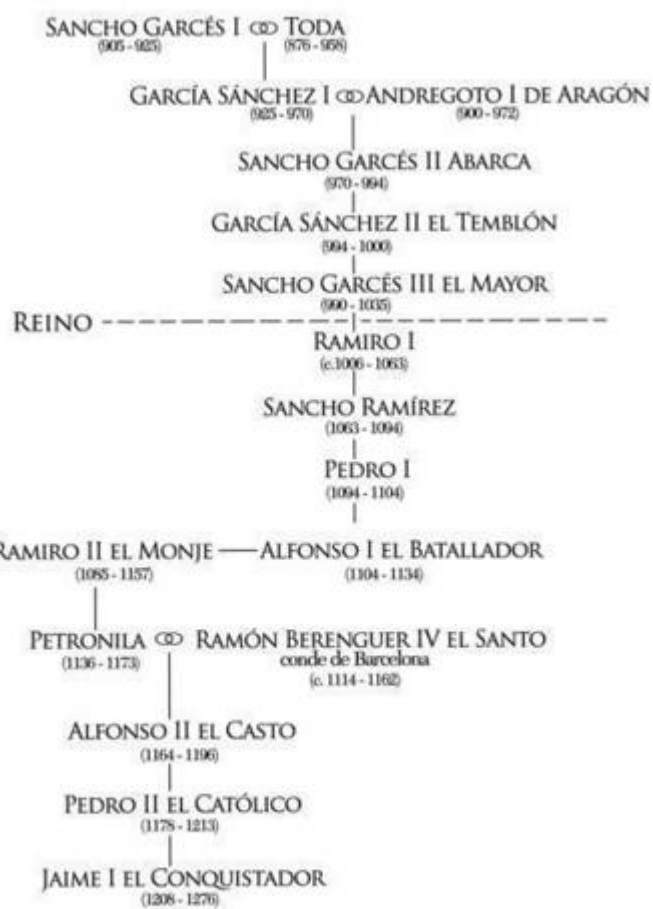 SANCHO GARCÉS I TODA
(905 - 925) (876 - 958)
GARCÍA SÁNCHEZ I ANDREGOTO I DE ARAGÓN
(925 - 970) (900 - 972)
SANCHO GARCÉS II ABARCA
(970 - 994)
GARCÍA SÁNCHEZ II EL TEMBLÓN
(994 - 1000)
SANCHO GARCÉS III EL MAYOR
(990 - 1035)
REINO
RAMIRO I
(c.1006 - 1063)
SANCHO RAMÍREZ
(1063 - 1094)
PEDRO I
(1094 - 1104)
RAMIRO II EL MONJE ALFONSO I EL BATALLADOR
(1085 - 1157) (1104 - 1134)
PETRONILA RAMÓN BERENGUER IV EL SANTO
(1136 - 1173) conde de Barcelona
(c. 1114 - 1162)
ALFONSO II EL CASTO
(1164 - 1196)
PEDRO II EL CATÓLICO
(1178 - 1213)
JAIME I EL CONQUISTADOR
(1208 - 1276)